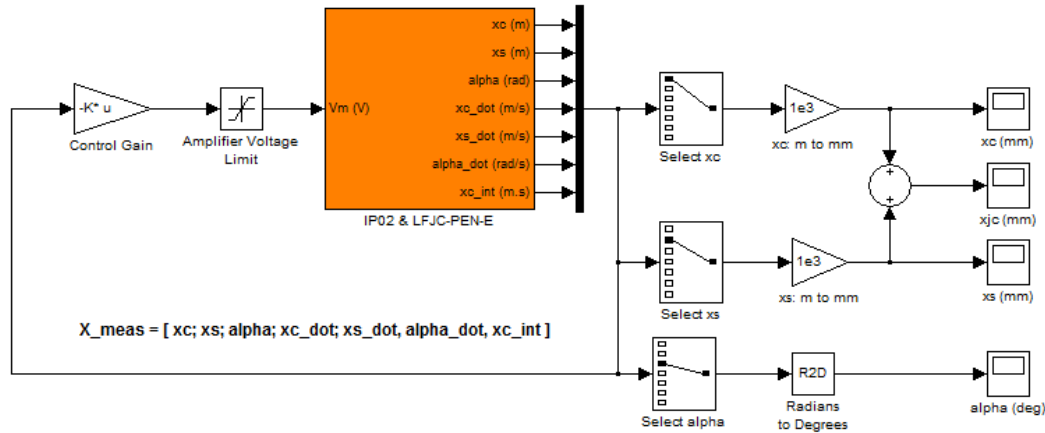 -K* u
Control Gain
Amplifier Voltage
Limit
Vm (V)
xc (m)
xs (m)
alpha (rad)
xc_dot (m/s)
xs_dot (m/s)
alpha_dot (rad/s)
xc_int (m.s)
IP02 & LFJC-PEN-E
Select xc
1e3
xc: m to mm
xc (mm)
+
+
xjc (mm)
Select xs
1e3
xs: m to mm
xs (mm)
X_meas = [ xc; xs; alpha; xc_dot; xs_dot, alpha_dot, xc_int ]
Select alpha
R2D
Radians
to Degrees
alpha (deg)